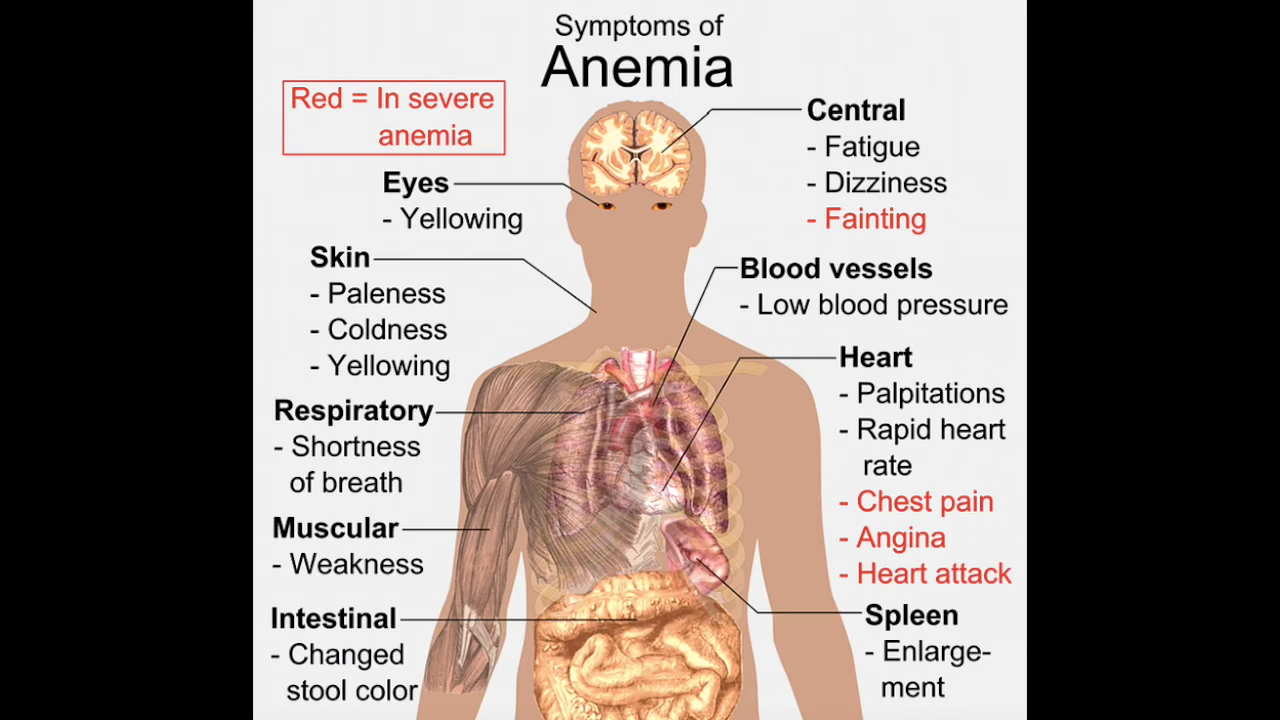 Symptoms of
Anemia
Red = In severe
anemia
Eyes
- Yellowing
Skin
- Paleness
- Coldness
- Yellowing
Respiratory
- Shortness
of breath
Muscular
- Weakness
Intestinal
- Changed
stool color
Central
- Fatigue
- Dizziness
- Fainting
Blood vessels
- Low blood pressure
Heart
- Palpitations
- Rapid heart
rate
- Chest pain
- Angina
- Heart attack
Spleen
- Enlarge-
ment